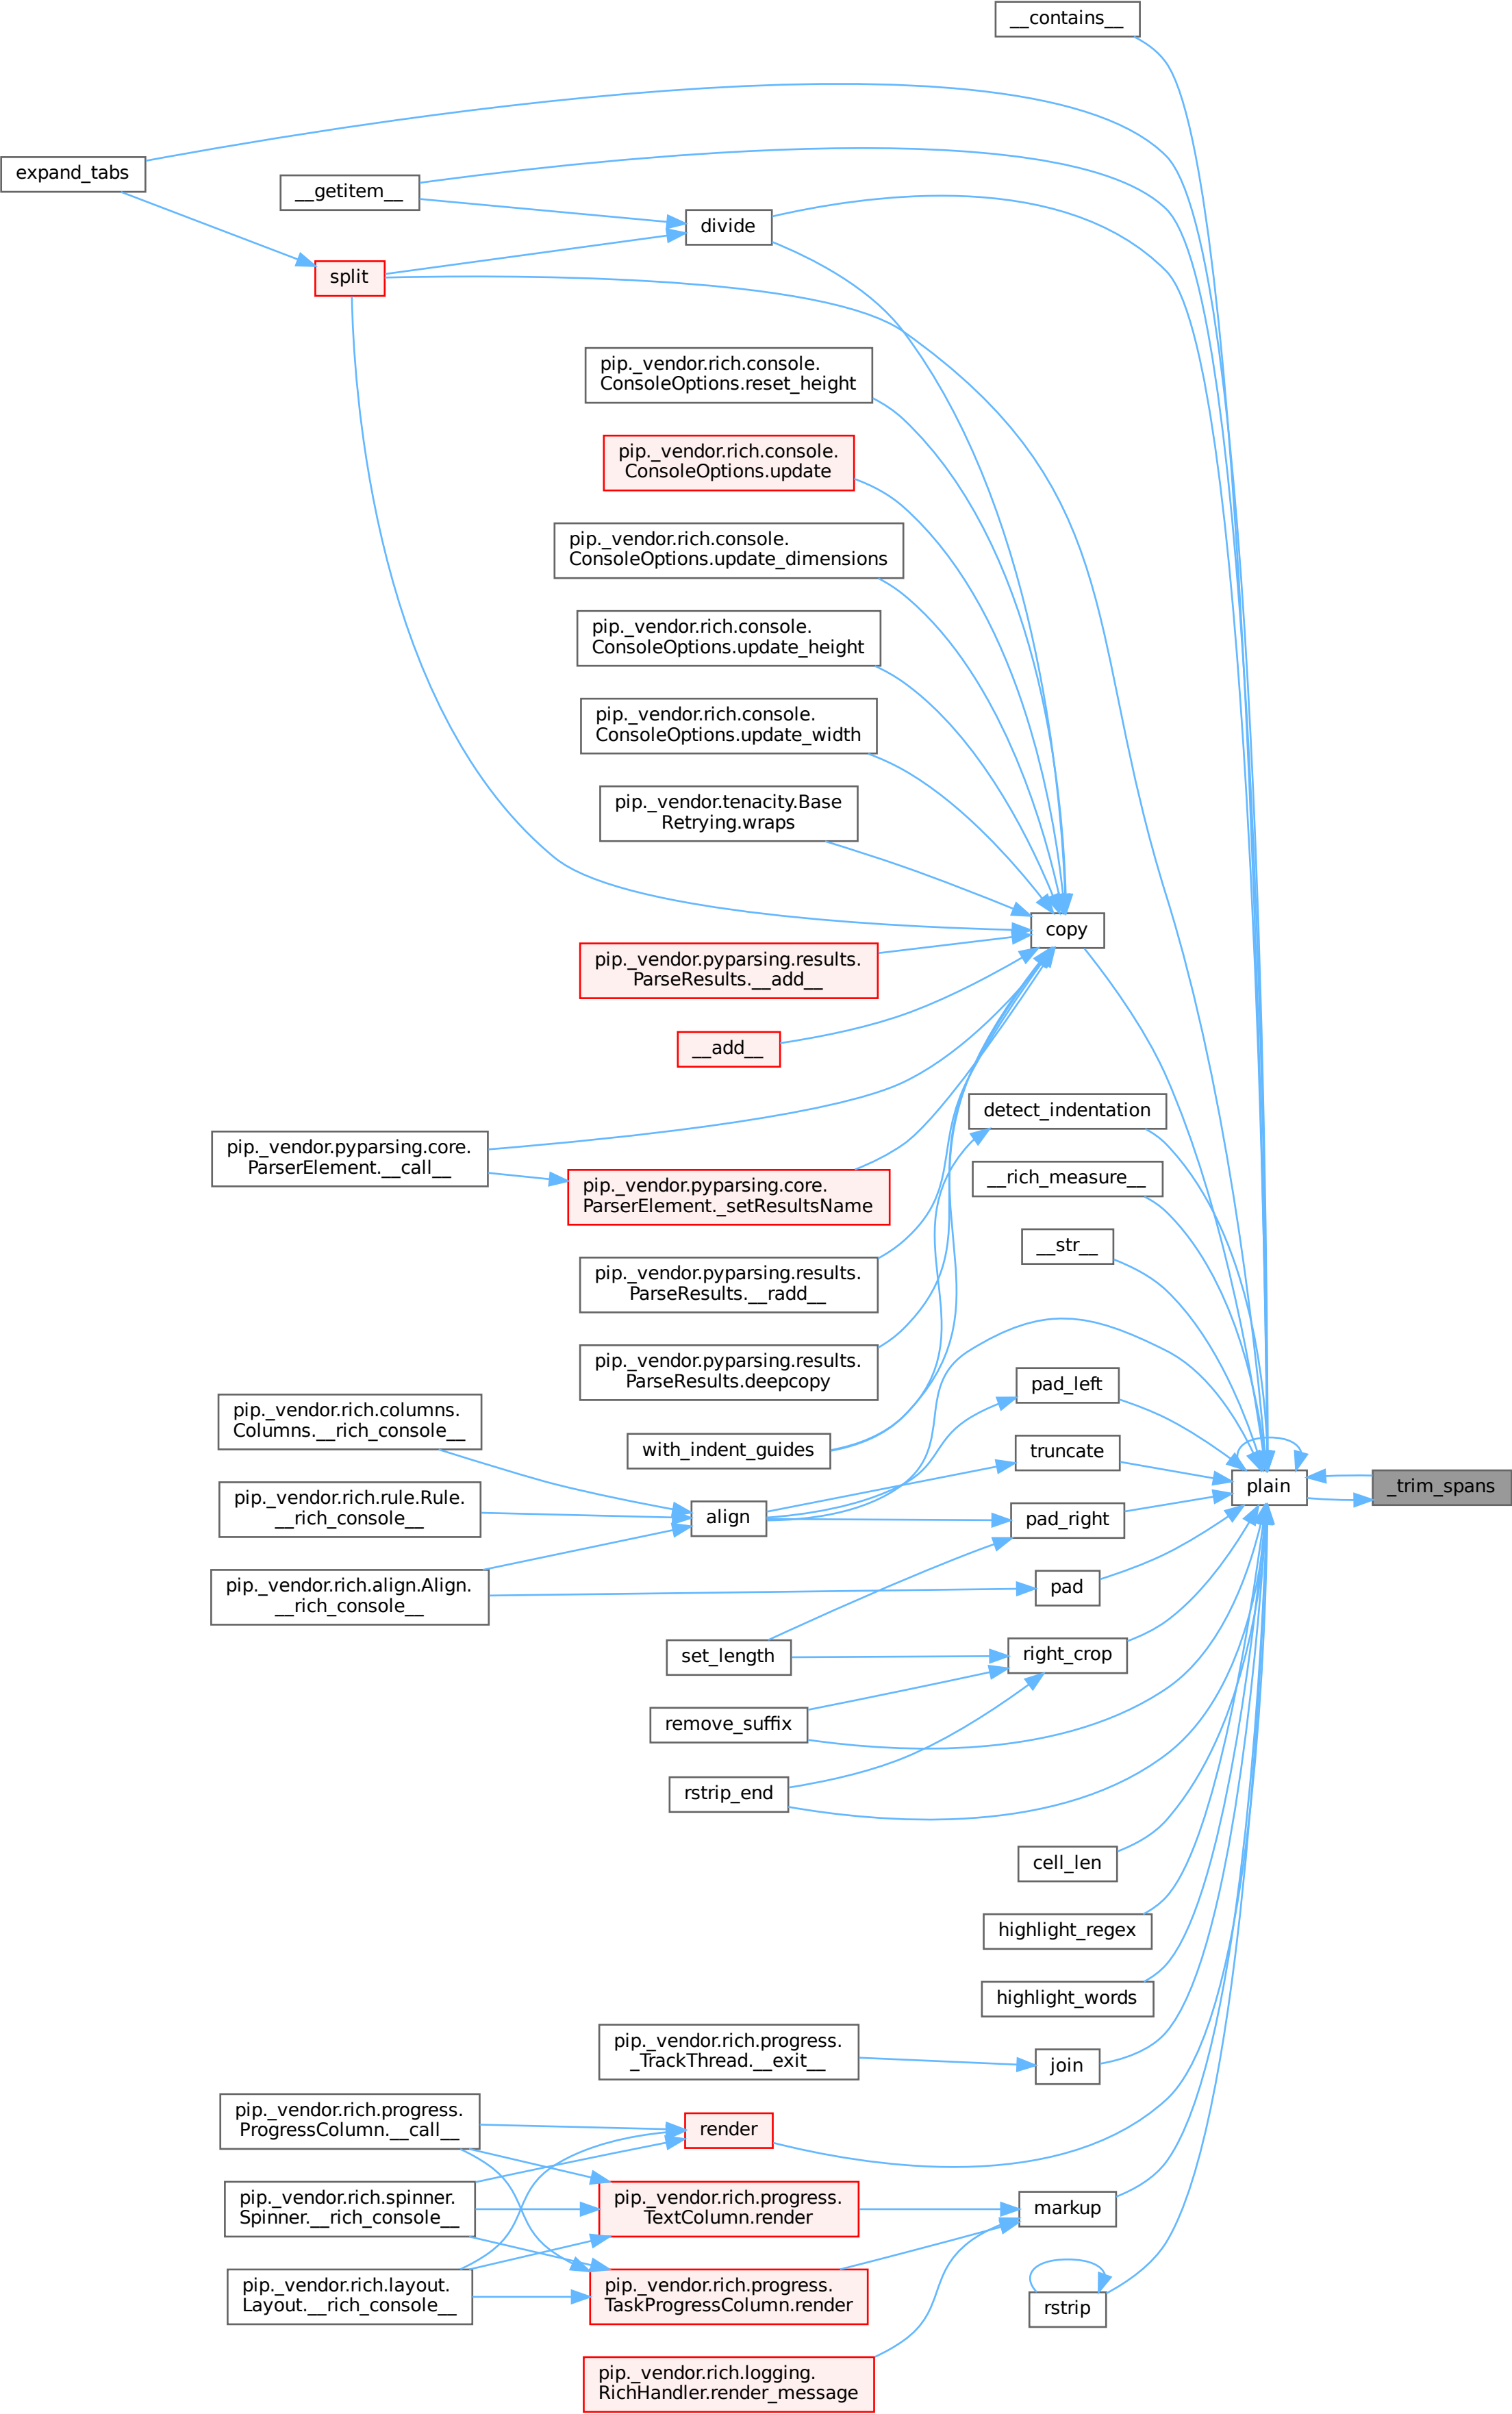 __contains__
expand_tabs
__getitem__
divide
split
pip._vendor.rich.console.
ConsoleOptions.reset_height
pip._vendor.rich.console.
ConsoleOptions.update
pip._vendor.rich.console.
ConsoleOptions.update_dimensions
pip._vendor.rich.console.
ConsoleOptions.update_height
pip._vendor.rich.console.
ConsoleOptions.update_width
pip._vendor.tenacity.Base
Retrying.wraps
copy
pip._vendor.pyparsing.results.
ParseResults.__add__
__add__
detect_indentation
pip._vendor.pyparsing.core.
ParserElement.__call__
__rich_measure__
pip._vendor.pyparsing.core.
ParserElement._setResultsName
__str__
pip._vendor.pyparsing.results.
ParseResults.__radd__
pip._vendor.pyparsing.results.
ParseResults.deepcopy
pad_left
pip._vendor.rich.columns.
Columns.__rich_console__
with_indent_guides
truncate
plain
_trim_spans
pip._vendor.rich.rule.Rule.
__rich_console__
align
pad_right
pip._vendor.rich.align.Align.
__rich_console__
pad
set_length
right_crop
remove_suffix
rstrip_end
cell_len
highlight_regex
highlight_words
pip._vendor.rich.progress.
_TrackThread.__exit__
join
pip._vendor.rich.progress.
ProgressColumn.__call__
render
pip._vendor.rich.spinner.
Spinner.__rich_console__
pip._vendor.rich.progress.
TextColumn.render
markup
pip._vendor.rich.layout.
Layout.__rich_console__
pip._vendor.rich.progress.
TaskProgressColumn.render
rstrip
pip._vendor.rich.logging.
RichHandler.render_message